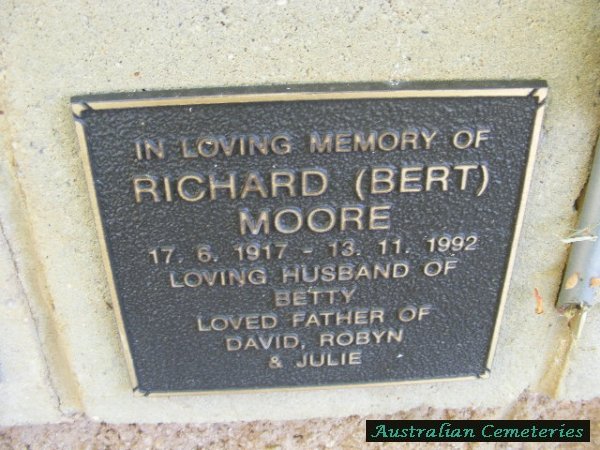 IN LOVING MEMORY OF
RICHARD (BERT)
MOORE
17. 6. 1917 - 13. 11. 1992
LOVING HUSBAND OF
BETTY
LOVED FATHER OF
DAVID, ROBYN
& JULIE
Australian Cemeteries